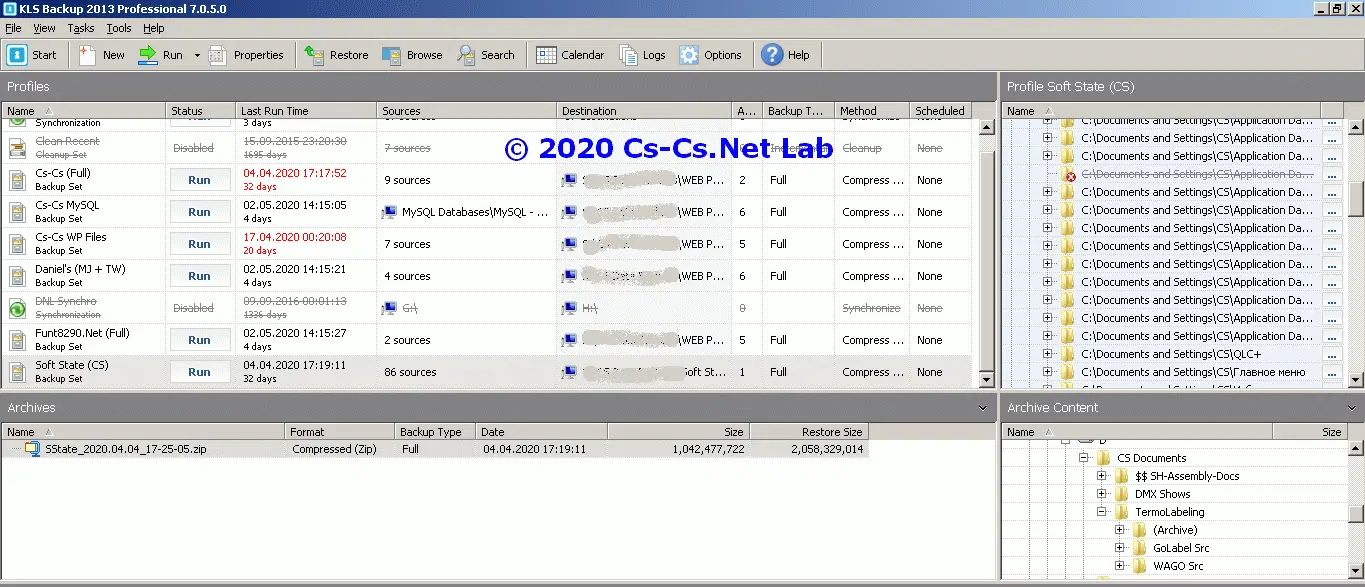 KLS Backup 2013 Professional 7.0.5.0
File View Tasks Tools Help
Start New Run Properties Restore Browse Search Calendar Logs Options Help
Profiles
Name Status Last Run Time Sources Destination A... Backup T... Method Scheduled
Synchronization 3 days
Clean Recent Disabled 15.09.2015 23:20:30 7 sources Cleanup None
Cleanup Set 1695 days
© 2020 Cs-Cs.Net Lab
Cs-Cs (Full) Run 04.04.2020 17:17:52 9 sources \WEB P... 2 Full Compress ... None
Backup Set 32 days
Cs-Cs MySQL Run 02.05.2020 14:15:05 MySQL Databases\MySQL - ... \WEB P... 6 Full Compress ... None
Backup Set 4 days
Cs-Cs WP Files Run 17.04.2020 00:20:08 7 sources \WEB P... 5 Full Compress ... None
Backup Set 20 days
Daniel's (MJ + TW) Run 02.05.2020 14:15:21 4 sources \WEB P... 6 Full Compress ... None
Backup Set 4 days
DNL Synchro Disabled 09.09.2016 00:01:13 G:\ H:\ 0 Synchronize None
Synchronization 1336 days
Funt8290.Net (Full) Run 02.05.2020 14:15:27 2 sources \WEB P... 5 Full Compress ... None
Backup Set 4 days
Soft State (CS) Run 04.04.2020 17:19:11 86 sources Soft St... 1 Full Compress ... None
Backup Set 32 days
Profile Soft State (CS)
Name
C:\Documents and Settings\CS\Application Da... ...
C:\Documents and Settings\CS\Application Da... ...
C:\Documents and Settings\CS\Application Da... ...
C:\Documents and Settings\CS\Application Da... ...
C:\Documents and Settings\CS\Application Da... ...
C:\Documents and Settings\CS\Application Da... ...
C:\Documents and Settings\CS\Application Da... ...
C:\Documents and Settings\CS\Application Da... ...
C:\Documents and Settings\CS\Application Da... ...
C:\Documents and Settings\CS\Application Da... ...
C:\Documents and Settings\CS\Application Da... ...
C:\Documents and Settings\CS\Application Da... ...
C:\Documents and Settings\CS\Application Da... ...
C:\Documents and Settings\CS\QLC+ ...
C:\Documents and Settings\CS\Главное меню ...
Archives
Name Format Backup Type Date Size Restore Size
SState_2020.04.04_17-25-05.zip Compressed (Zip) Full 04.04.2020 17:19:11 1,042,477,722 2,058,329,014
Archive Content
Name Size
D
CS Documents
$$ SH-Assembly-Docs
DMX Shows
TermoLabeling
(Archive)
GoLabel Src
WAGO Src